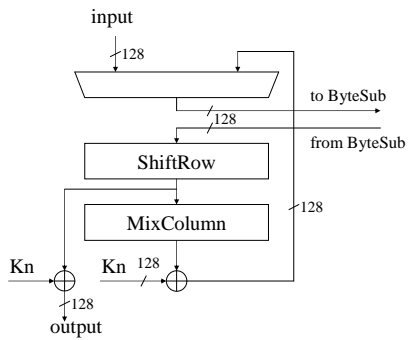 input
128
to ByteSub
128
from ByteSub
ShiftRow
128
MixColumn
Kn
Kn
128
128
output